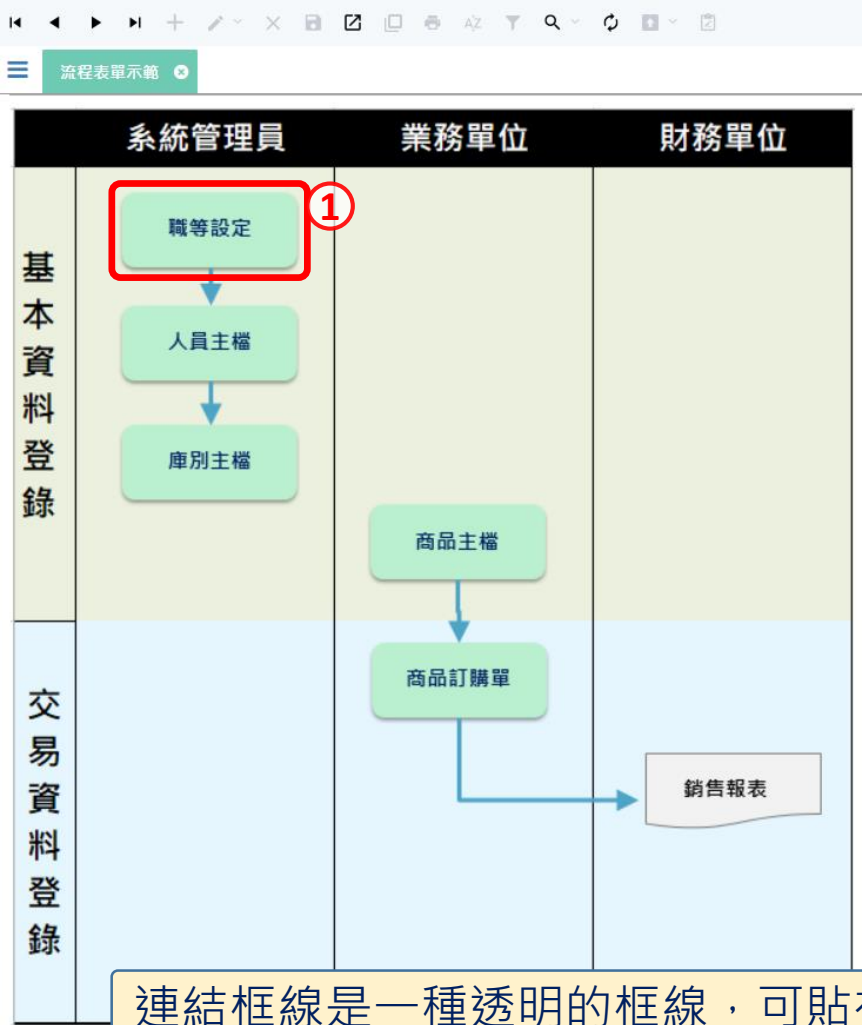 流程表單示範
系統管理員 業務單位 財務單位
基本資料登錄
職等設定
①
人員主檔
庫別主檔
商品主檔
交易資料登錄
商品訂購單
銷售報表
連結框線是一種透明的框線，可貼